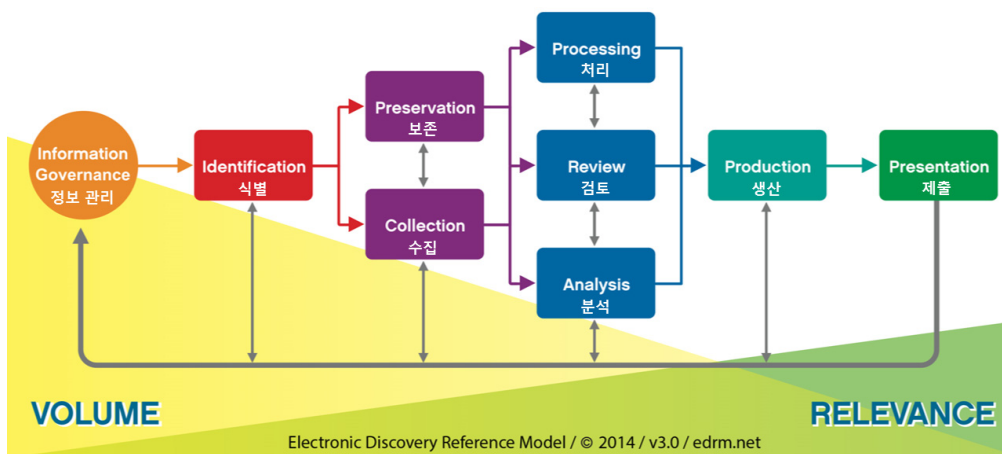 Information
Governance
정보 관리
Identification
식별
Preservation
보존
Collection
수집
Processing
처리
Review
검토
Analysis
분석
Production
생산
Presentation
제출
VOLUME
RELEVANCE
Electronic Discovery Reference Model / © 2014 / v3.0 / edrm.net